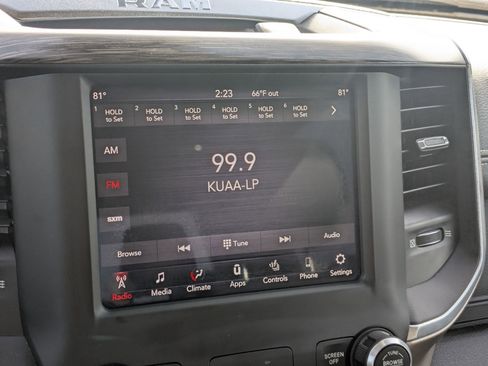 RAM
81° 2:23 66°F out 81°
1 HOLD to Set 2 HOLD to Set 3 HOLD to Set 4 HOLD to Set 5 HOLD to Set 6 HOLD to Set
AM
99.9
FM
KUAA-LP
sxm
Browse Tune Audio
Radio Media Climate Apps Controls Phone Settings
SCREEN OFF
TUNE
BROWSE